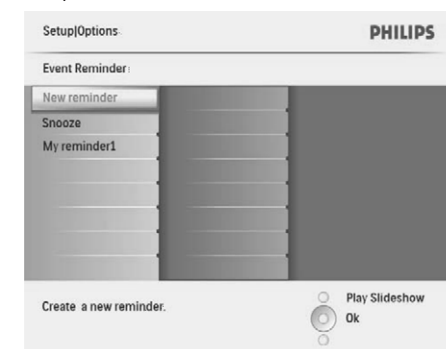 Setup|Options
PHILIPS
Event Reminder
New reminder
Snooze
My reminder1
Create a new reminder.
Play Slideshow
Ok